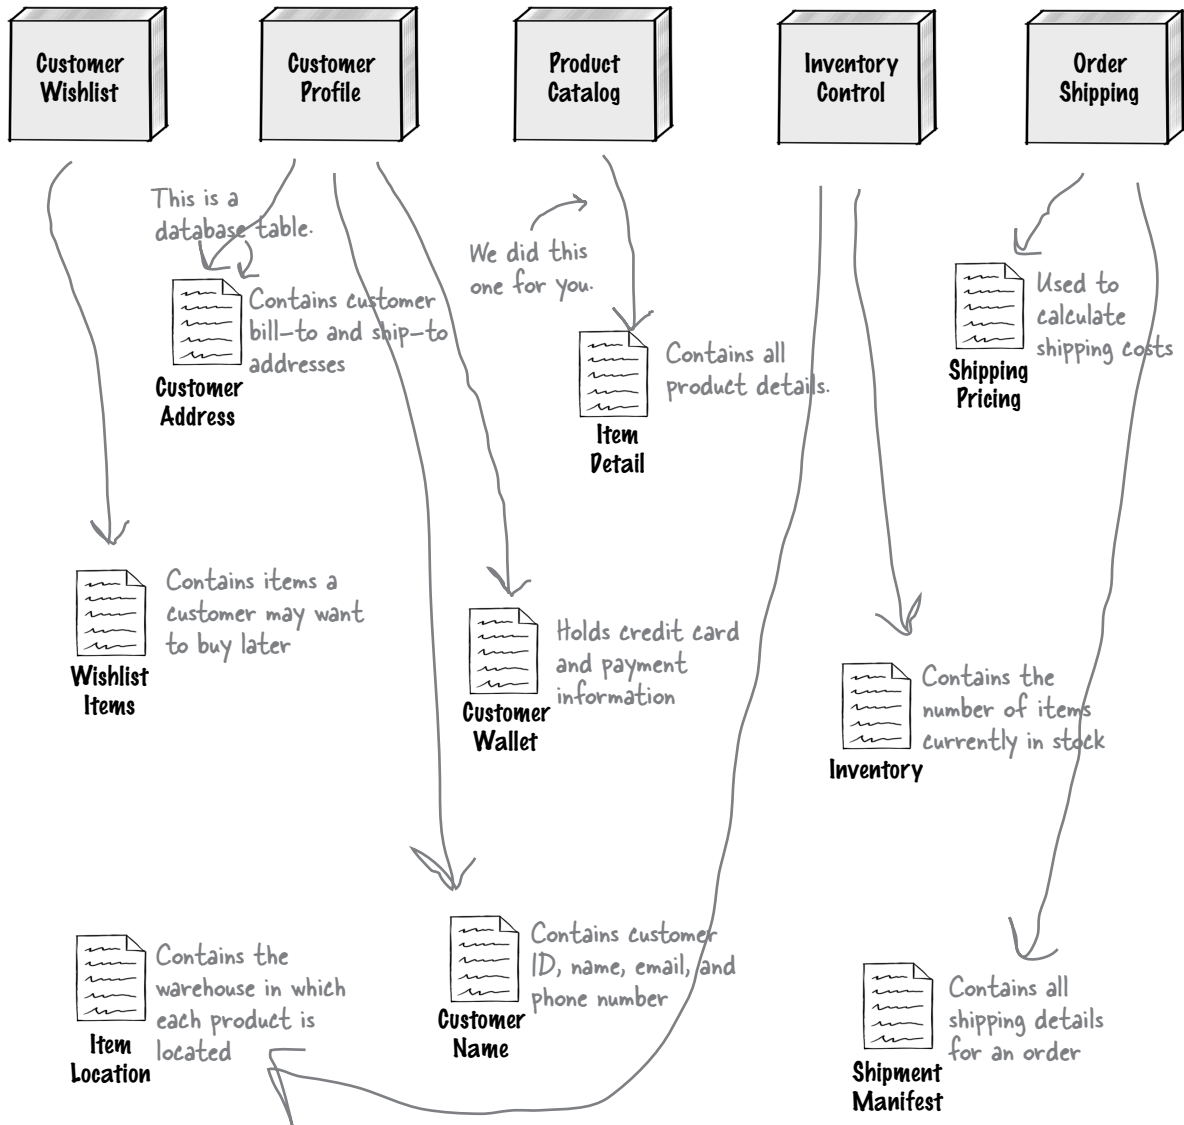 Customer
Wishlist
Customer
Profile
Product
Catalog
Inventory
Control
Order
Shipping
This is a
database table.
We did this
one for you.
Contains customer
bill-to and ship-to
addresses
Customer
Address
Contains all
product details.
Item
Detail
Used to
calculate
shipping costs
Shipping
Pricing
Contains items a
customer may want
to buy later
Wishlist
Items
Holds credit card
and payment
information
Customer
Wallet
Contains the
number of items
currently in stock
Inventory
Contains the
warehouse in which
each product is
located
Item
Location
Contains customer
ID, name, email, and
phone number
Customer
Name
Contains all
shipping details
for an order
Shipment
Manifest